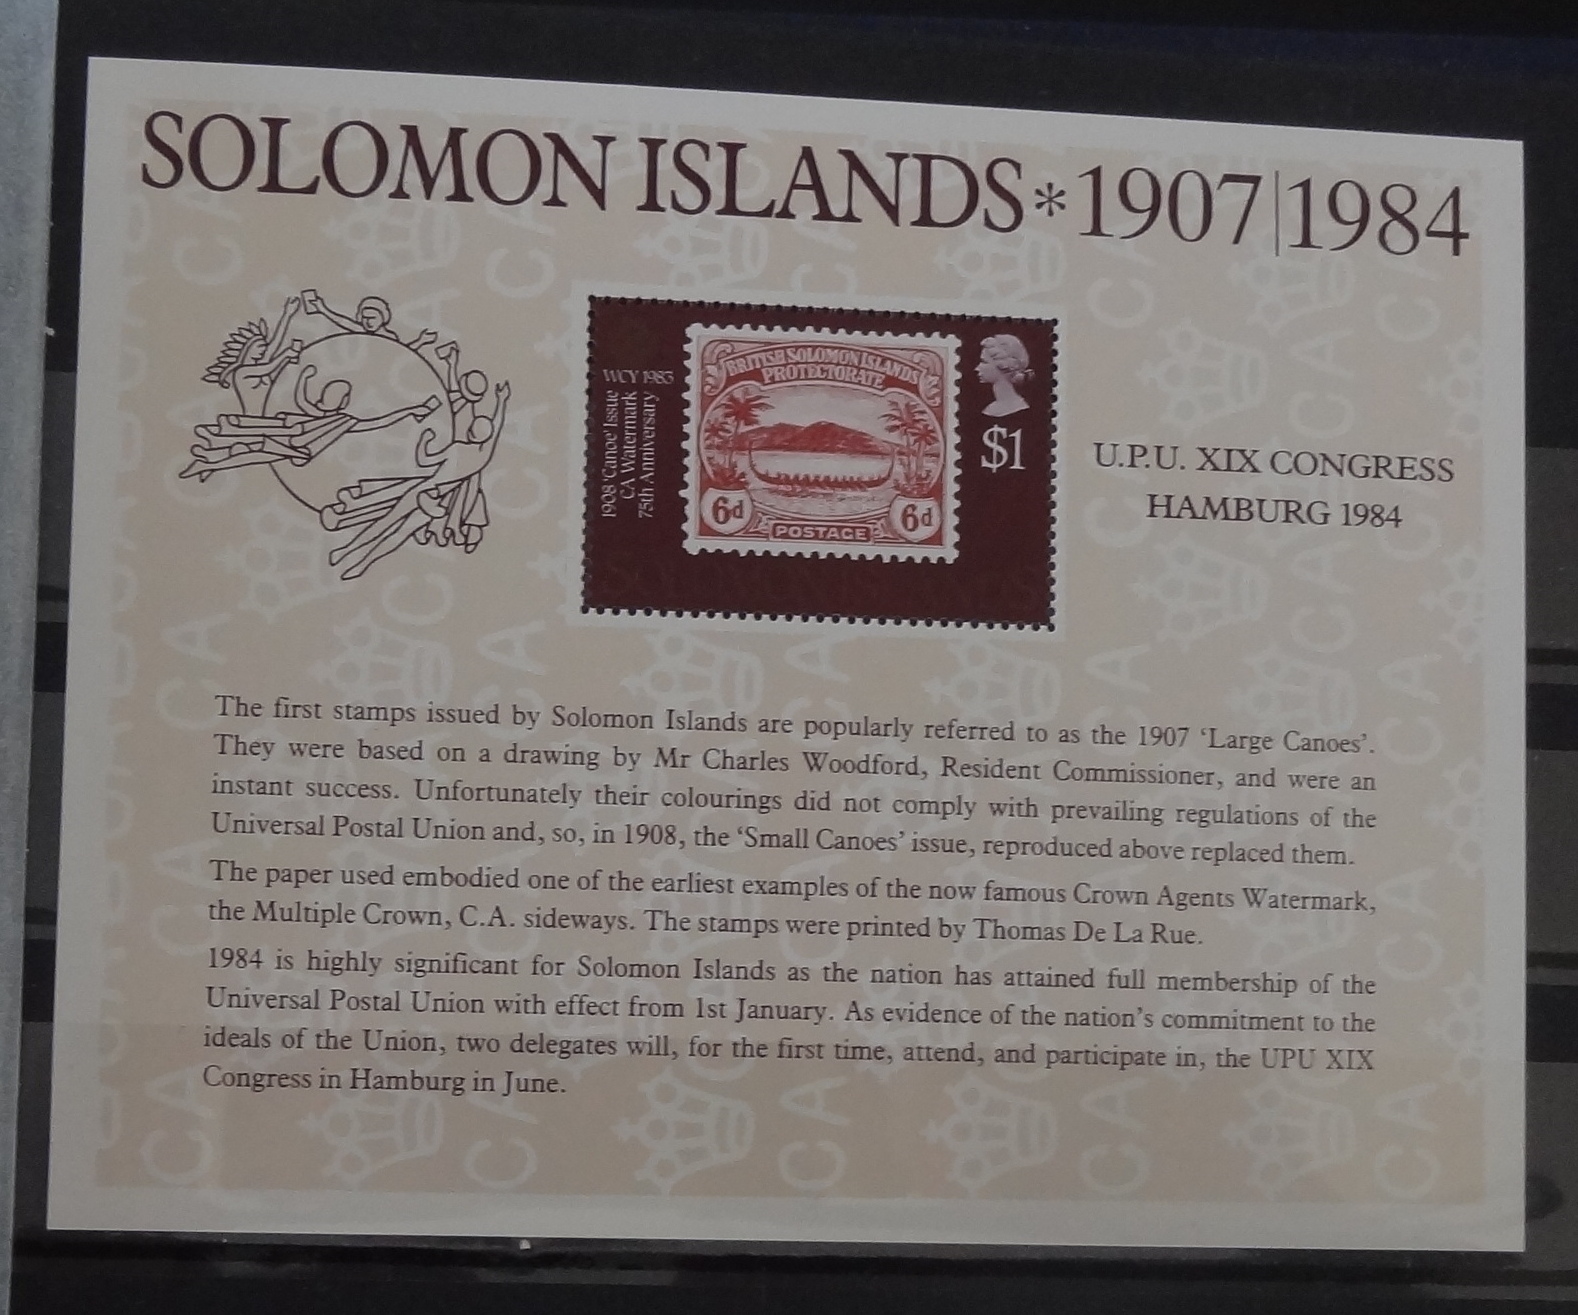 SOLOMON ISLANDS*1907|1984
WCY 1983
1908 'Canoe' Issue
CA Watermark
75th Anniversary
BRITISH SOLOMON ISLANDS
PROTECTORATE
6d
6d
POSTAGE
$1
U.P.U. XIX CONGRESS
HAMBURG 1984
The first stamps issued by Solomon Islands are popularly referred to as the 1907 ‘Large Canoes’.
They were based on a drawing by Mr Charles Woodford, Resident Commissioner, and were an
instant success. Unfortunately their colourings did not comply with prevailing regulations of the
Universal Postal Union and, so, in 1908, the ‘Small Canoes’ issue, reproduced above replaced them.
The paper used embodied one of the earliest examples of the now famous Crown Agents Watermark,
the Multiple Crown, C.A. sideways. The stamps were printed by Thomas De La Rue.
1984 is highly significant for Solomon Islands as the nation has attained full membership of the
Universal Postal Union with effect from 1st January. As evidence of the nation’s commitment to the
ideals of the Union, two delegates will, for the first time, attend, and participate in, the UPU XIX
Congress in Hamburg in June.